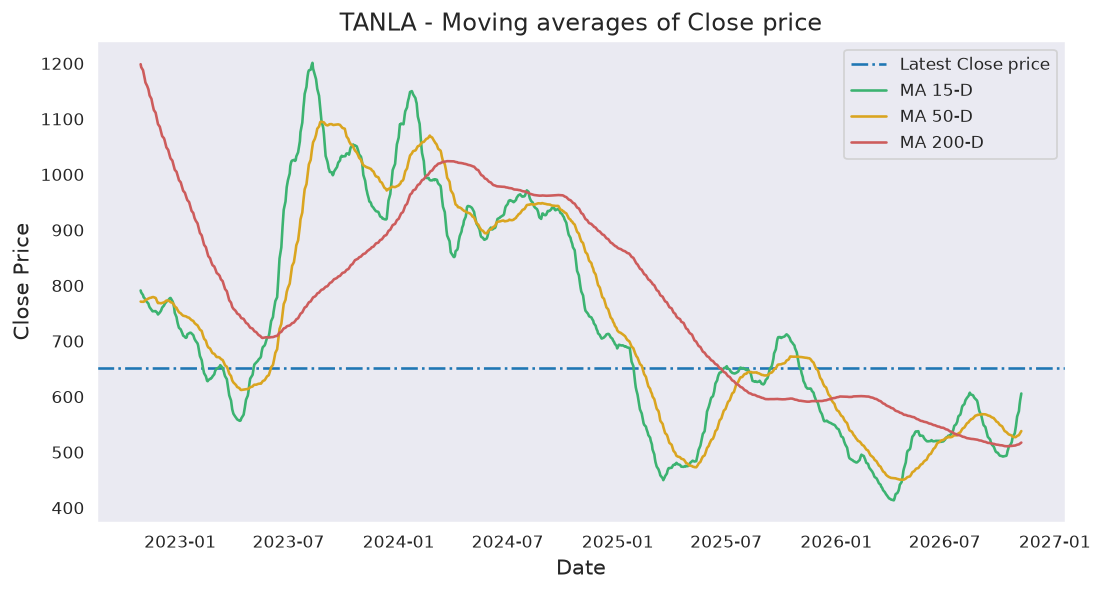 TANLA - Moving averages of Close price
Latest Close price
MA 15-D
MA 50-D
MA 200-D
Close Price
1200
1100
1000
900
800
700
600
500
400
2023-01 2023-07 2024-01 2024-07 2025-01 2025-07 2026-01 2026-07 2027-01
Date